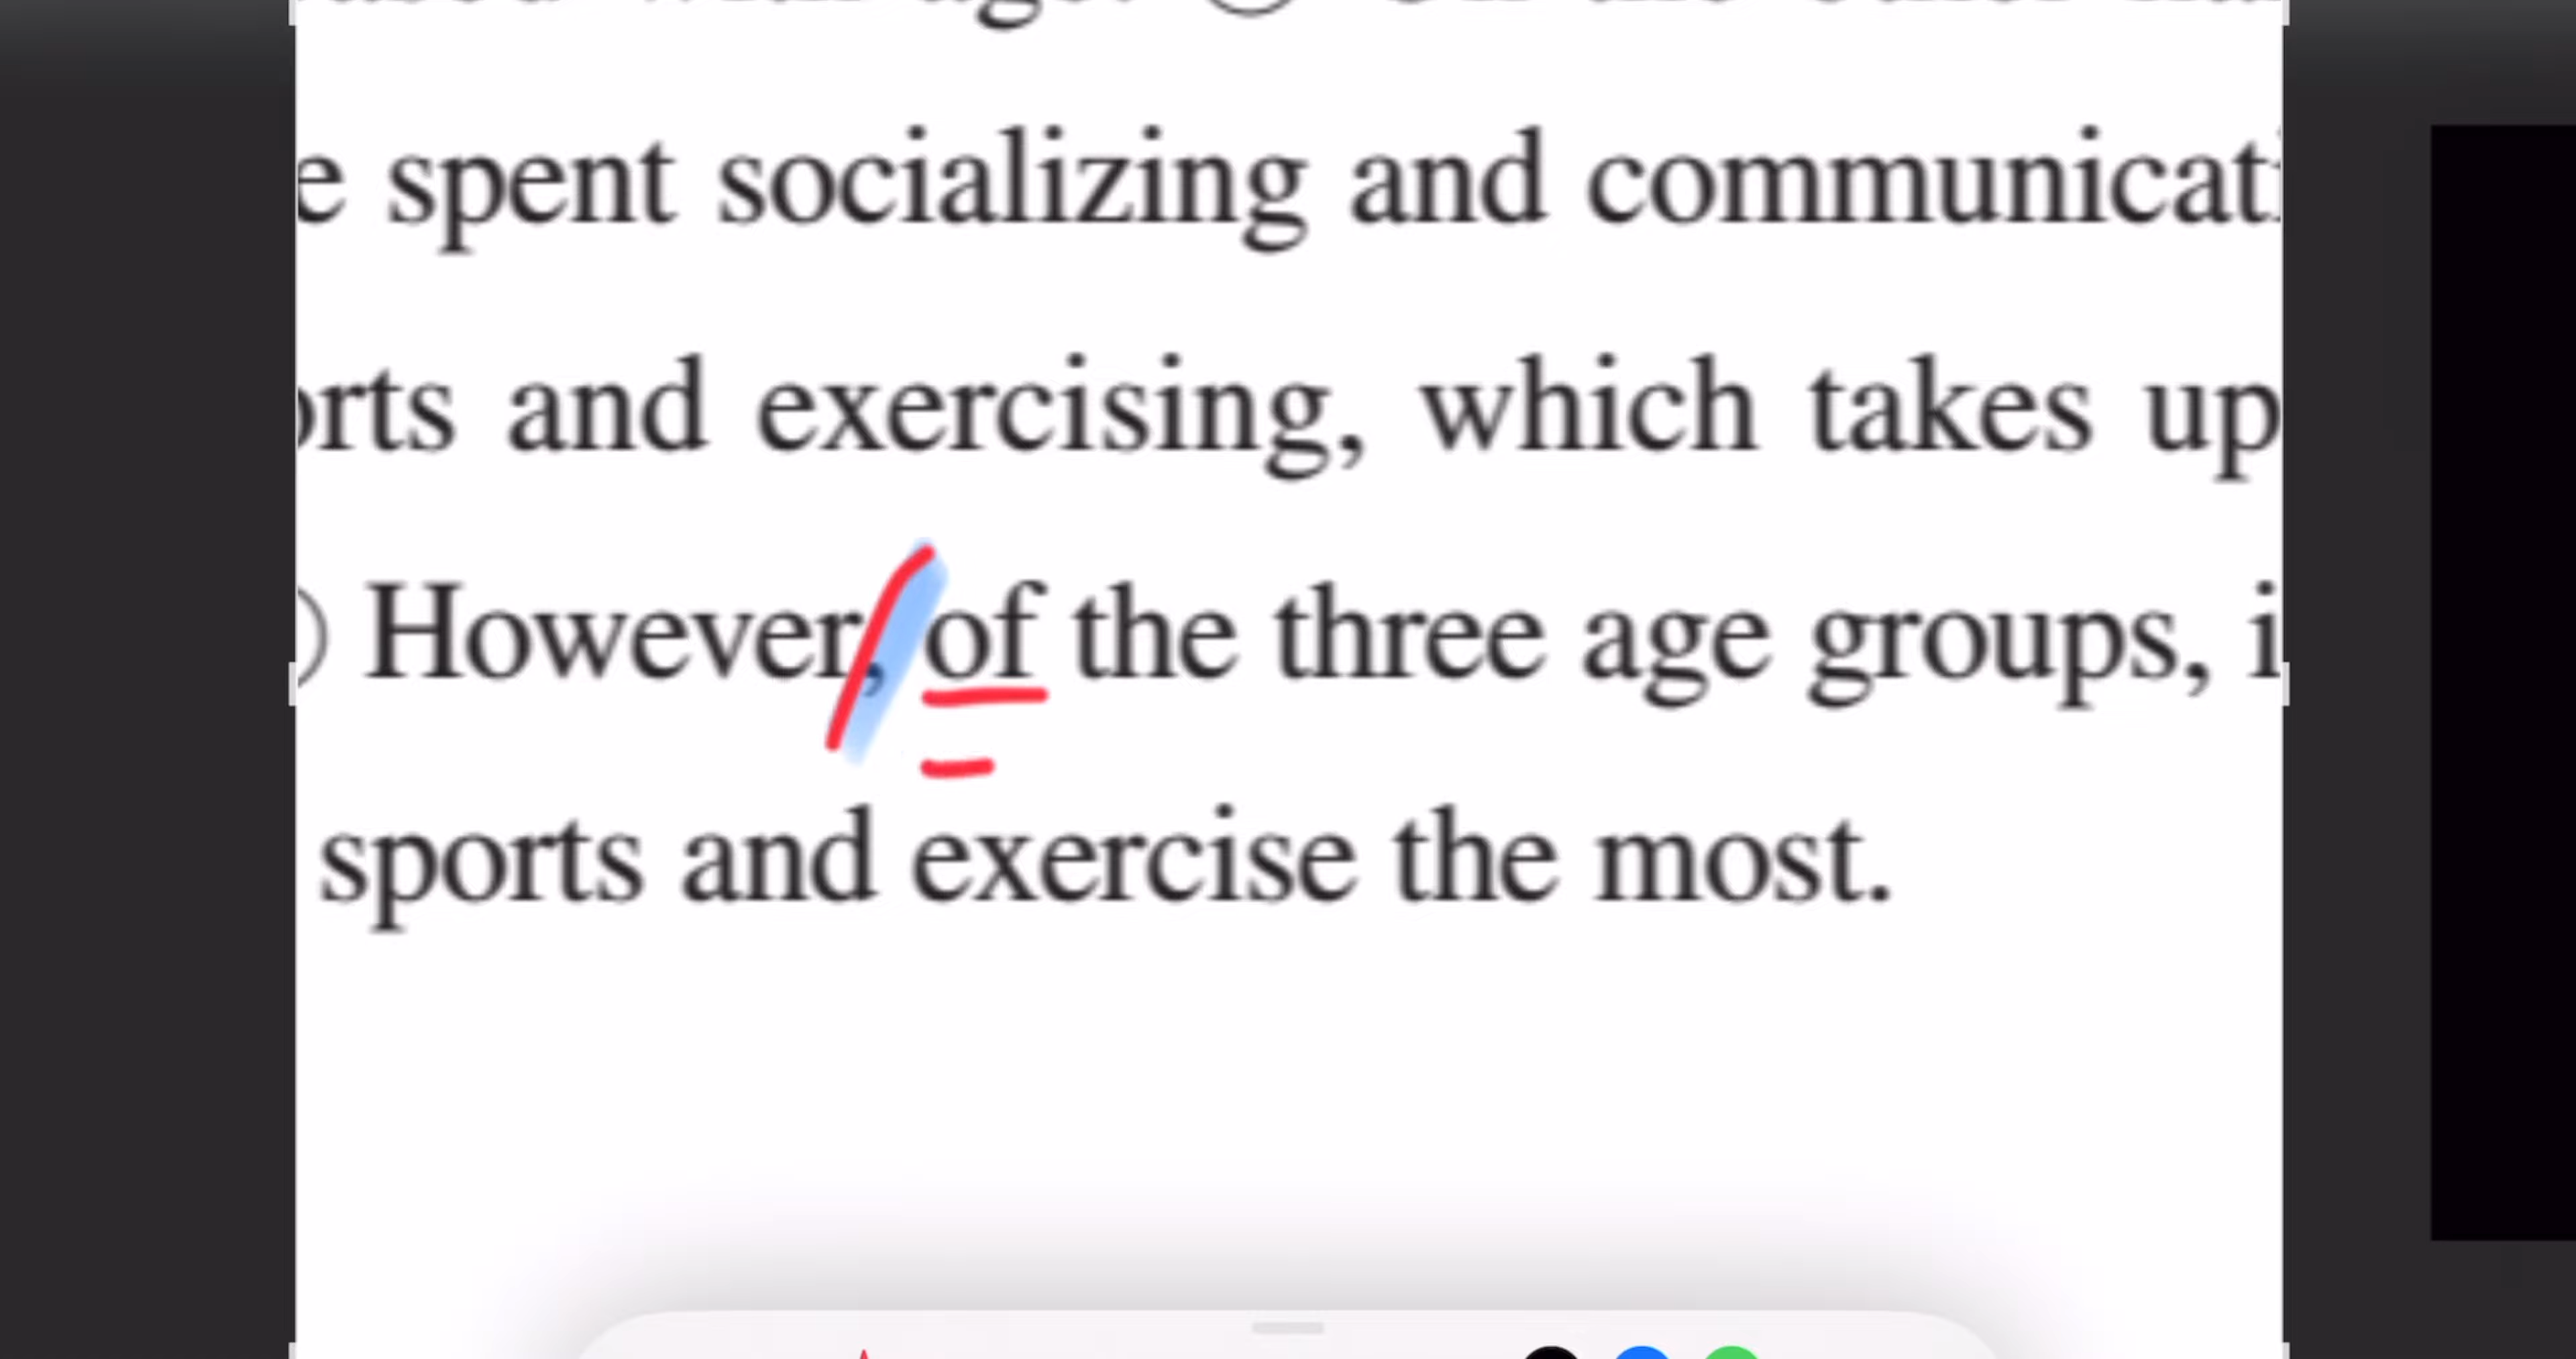 e spent socializing and
orts and exercising, which takes up
However, of the three age groups,
sports and exercise the most.